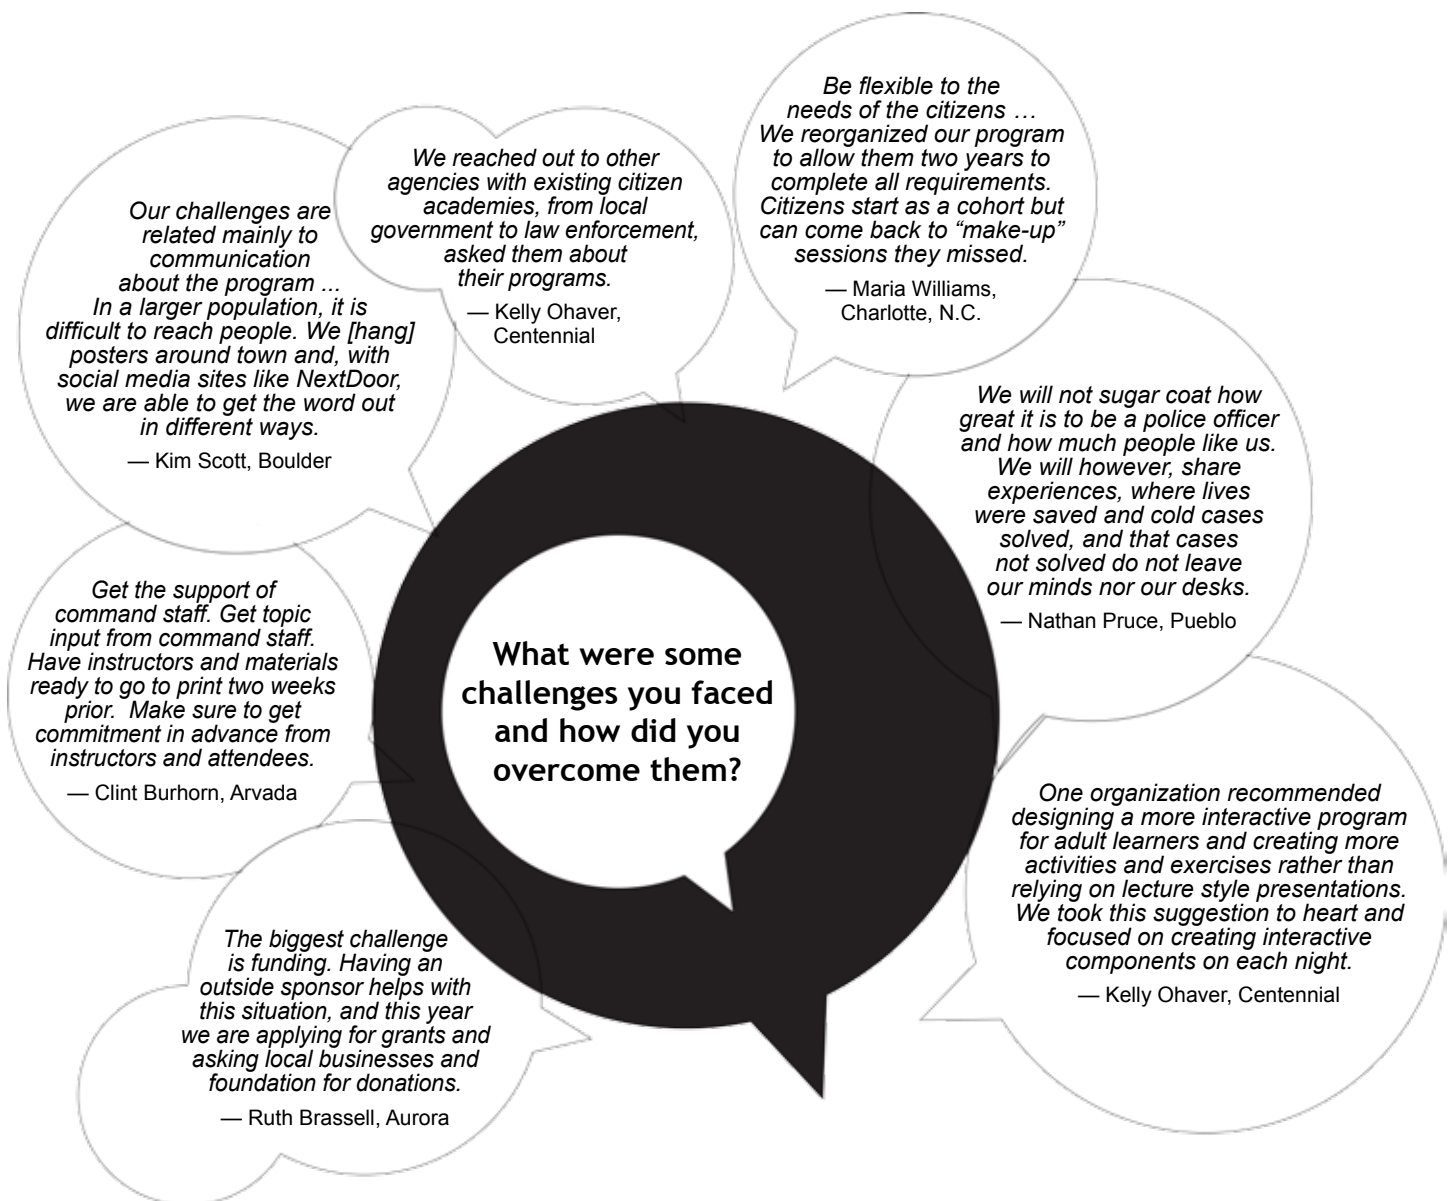 Be flexible to the
needs of the citizens …
We reorganized our program
to allow them two years to
complete all requirements.
Citizens start as a cohort but
can come back to “make-up”
sessions they missed.
— Maria Williams,
Charlotte, N.C.
We reached out to other
agencies with existing citizen
academies, from local
government to law enforcement,
asked them about
their programs.
— Kelly Ohaver,
Centennial
Our challenges are
related mainly to
communication
about the program ...
In a larger population, it is
difficult to reach people. We [hang]
posters around town and, with
social media sites like NextDoor,
we are able to get the word out
in different ways.
— Kim Scott, Boulder
We will not sugar coat how
great it is to be a police officer
and how much people like us.
We will however, share
experiences, where lives
were saved and cold cases
solved, and that cases
not solved do not leave
our minds nor our desks.
— Nathan Pruce, Pueblo
Get the support of
command staff. Get topic
input from command staff.
Have instructors and materials
ready to go to print two weeks
prior.  Make sure to get
commitment in advance from
instructors and attendees.
— Clint Burhorn, Arvada
What were some
challenges you faced
and how did you
overcome them?
One organization recommended
designing a more interactive program
for adult learners and creating more
activities and exercises rather than
relying on lecture style presentations.
We took this suggestion to heart and
focused on creating interactive
components on each night.
— Kelly Ohaver, Centennial
The biggest challenge
is funding. Having an
outside sponsor helps with
this situation, and this year
we are applying for grants and
asking local businesses and
foundation for donations.
— Ruth Brassell, Aurora